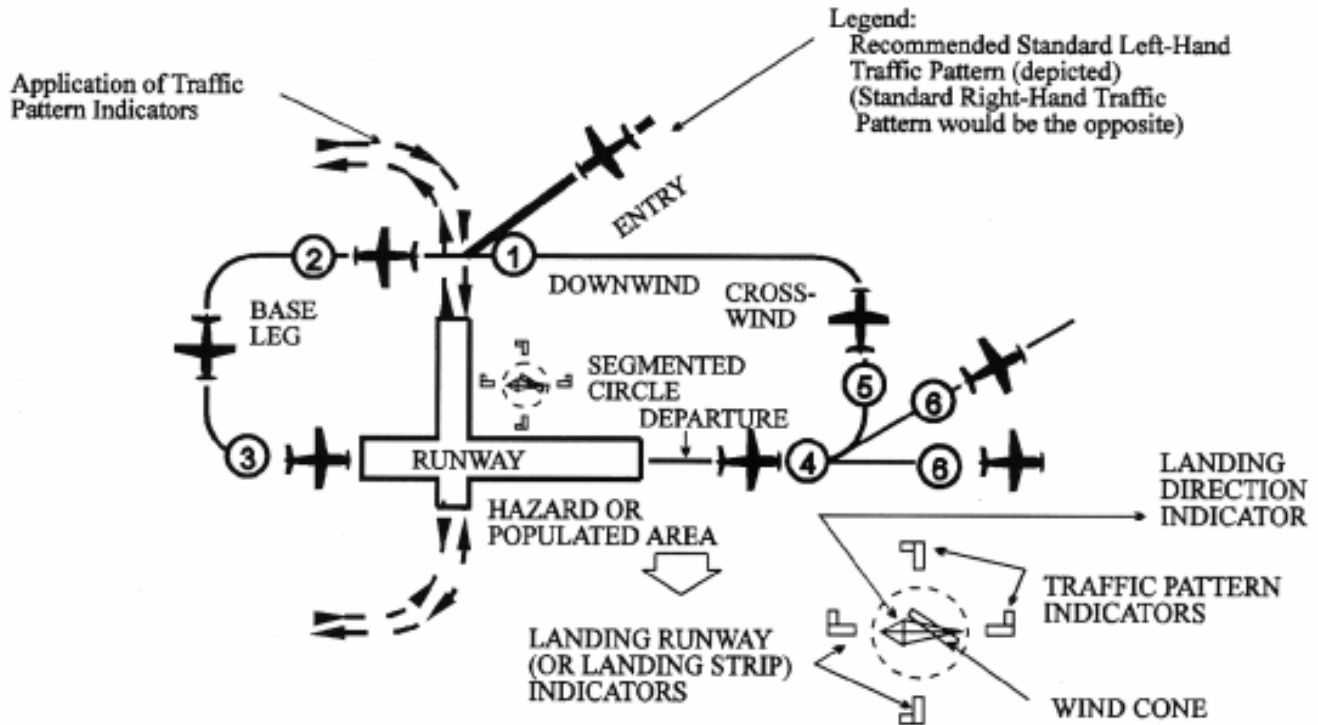 Legend:
Recommended Standard Left-Hand
Traffic Pattern (depicted)
(Standard Right-Hand Traffic
Pattern would be the opposite)
Application of Traffic
Pattern Indicators
ENTRY
2
1
DOWNWIND
CROSS-
WIND
BASE
LEG
SEGMENTED
CIRCLE
5
6
DEPARTURE
3
RUNWAY
4
6
LANDING
DIRECTION
INDICATOR
HAZARD OR
POPULATED AREA
TRAFFIC PATTERN
INDICATORS
LANDING RUNWAY
(OR LANDING STRIP)
INDICATORS
WIND CONE